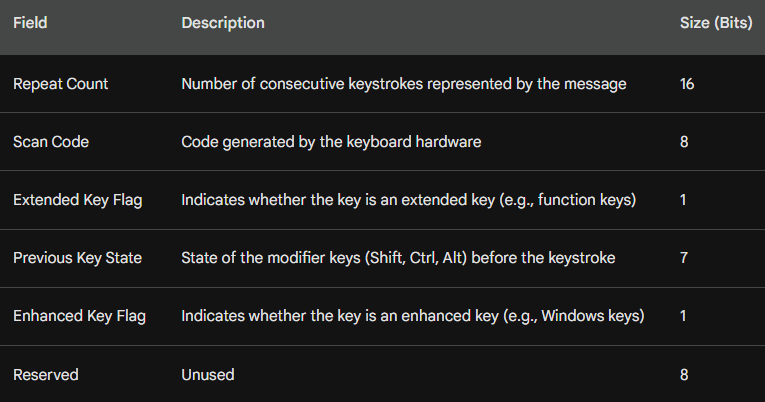 Field Description Size (Bits)
Repeat Count Number of consecutive keystrokes represented by the message 16
Scan Code Code generated by the keyboard hardware 8
Extended Key Flag Indicates whether the key is an extended key (e.g., function keys) 1
Previous Key State State of the modifier keys (Shift, Ctrl, Alt) before the keystroke 7
Enhanced Key Flag Indicates whether the key is an enhanced key (e.g., Windows keys) 1
Reserved Unused 8